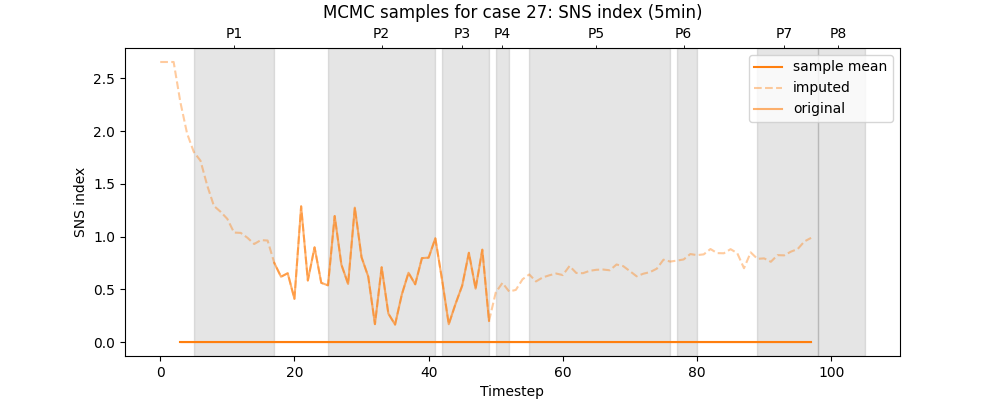 MCMC samples for case 27: SNS index (5min)
P1 P2 P3 P4 P5 P6 P7 P8
sample mean
imputed
original
SNS index
2.5
2.0
1.5
1.0
0.5
0.0
0 20 40 60 80 100
Timestep